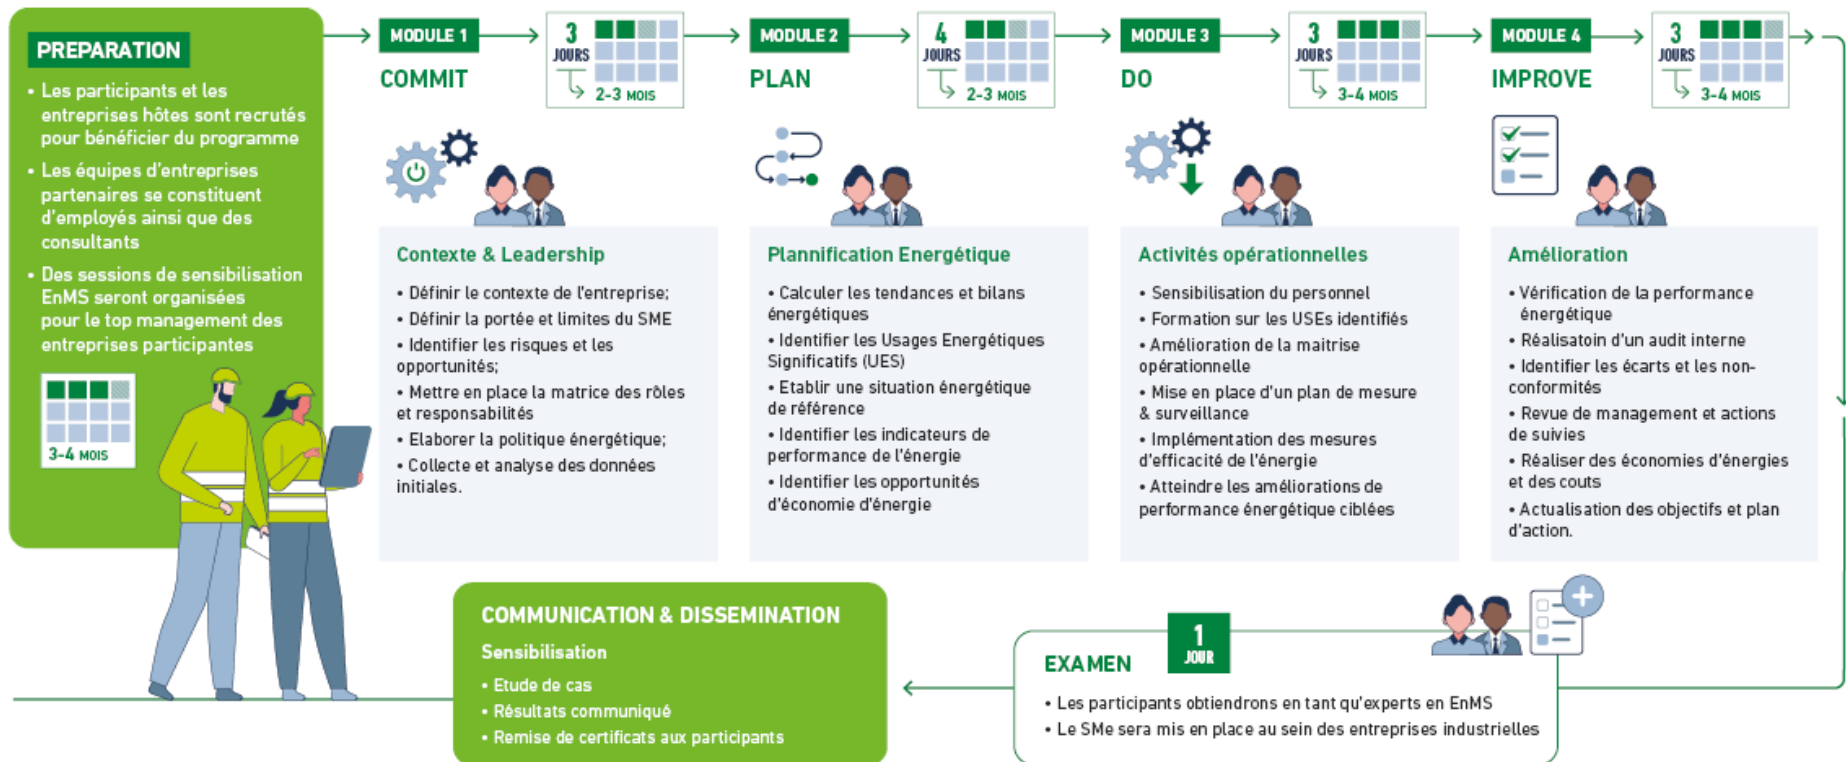 PREPARATION
• Les participants et les
entreprises hôtes sont recrutés
pour bénéficier du programme
• Les équipes d'entreprises
partenaires se constituent
d'employés ainsi que des
consultants
• Des sessions de sensibilisation
EnMS seront organisées
pour le top management des
entreprises participantes
3-4 MOIS
MODULE 1
COMMIT
3
JOURS
2-3 MOIS
Contexte & Leadership
• Définir le contexte de l'entreprise;
• Définir la portée et limites du SME
• Identifier les risques et les
opportunités;
• Mettre en place la matrice des rôles
et responsabilités
• Elaborer la politique énergétique;
• Collecte et analyse des données
initiales.
MODULE 2
PLAN
4
JOURS
2-3 MOIS
Plannification Energétique
• Calculer les tendances et bilans
énergétiques
• Identifier les Usages Energétiques
Significatifs (UES)
• Etablir une situation énergétique
de référence
• Identifier les indicateurs de
performance de l'énergie
• Identifier les opportunités
d'économie d'énergie
MODULE 3
DO
3
JOURS
3-4 MOIS
Activités opérationnelles
• Sensibilisation du personnel
• Formation sur les USEs identifiés
• Amélioration de la maitrise
opérationnelle
• Mise en place d'un plan de mesure
& surveillance
• Implémentation des mesures
d'efficacité de l'énergie
• Atteindre les améliorations de
performance énergétique ciblées
MODULE 4
IMPROVE
3
JOURS
3-4 MOIS
Amélioration
• Vérification de la performance
énergétique
• Réalisatoin d'un audit interne
• Identifier les écarts et les non-
conformités
• Revue de management et actions
de suivies
• Réaliser des économies d'énergies
et des couts
• Actualisation des objectifs et plan
d'action.
1
JOUR
EXAMEN
• Les participants obtiendrons en tant qu'experts en EnMS
• Le SMe sera mis en place au sein des entreprises industrielles
COMMUNICATION & DISSEMINATION
Sensibilisation
• Etude de cas
• Résultats communiqué
• Remise de certificats aux participants